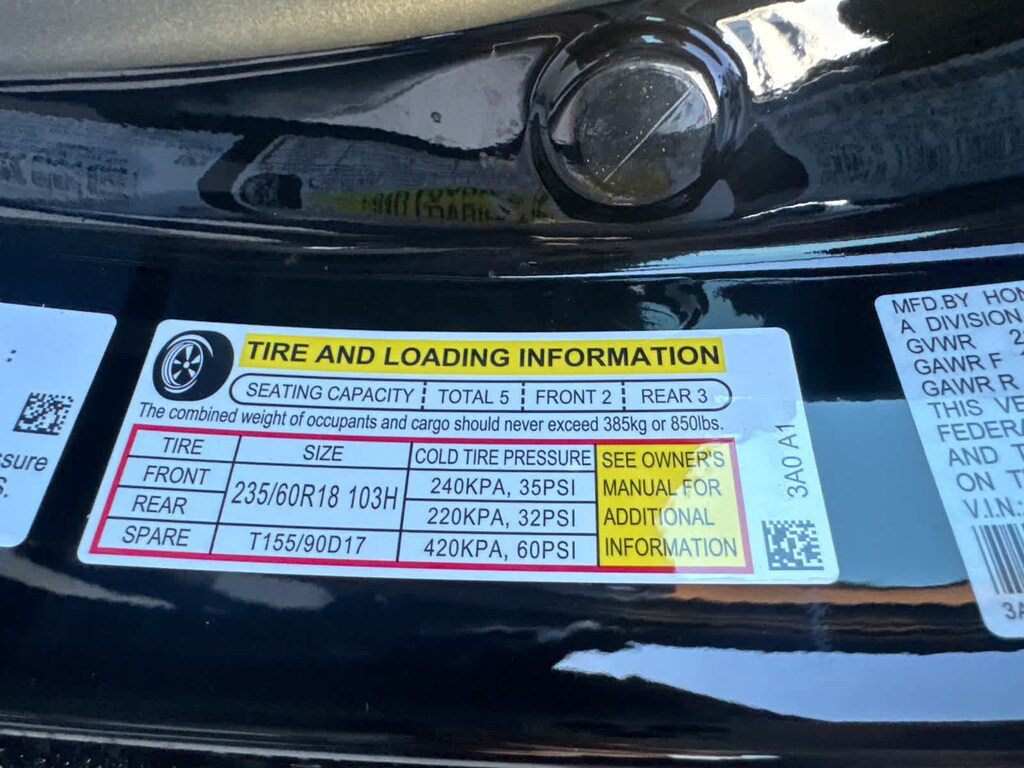 TIRE AND LOADING INFORMATION
SEATING CAPACITY TOTAL 5 FRONT 2 REAR 3
The combined weight of occupants and cargo should never exceed 385kg or 850lbs.
TIRE SIZE COLD TIRE PRESSURE SEE OWNER'S
FRONT 235/60R18 103H 240KPA, 35PSI MANUAL FOR
REAR 220KPA, 32PSI ADDITIONAL
SPARE T155/90D17 420KPA, 60PSI INFORMATION
3A0 A1
MFD.BY
A DIVISION
GVWR
GAWR F
GAWR R
THIS
AND
ON
V.I.N.: